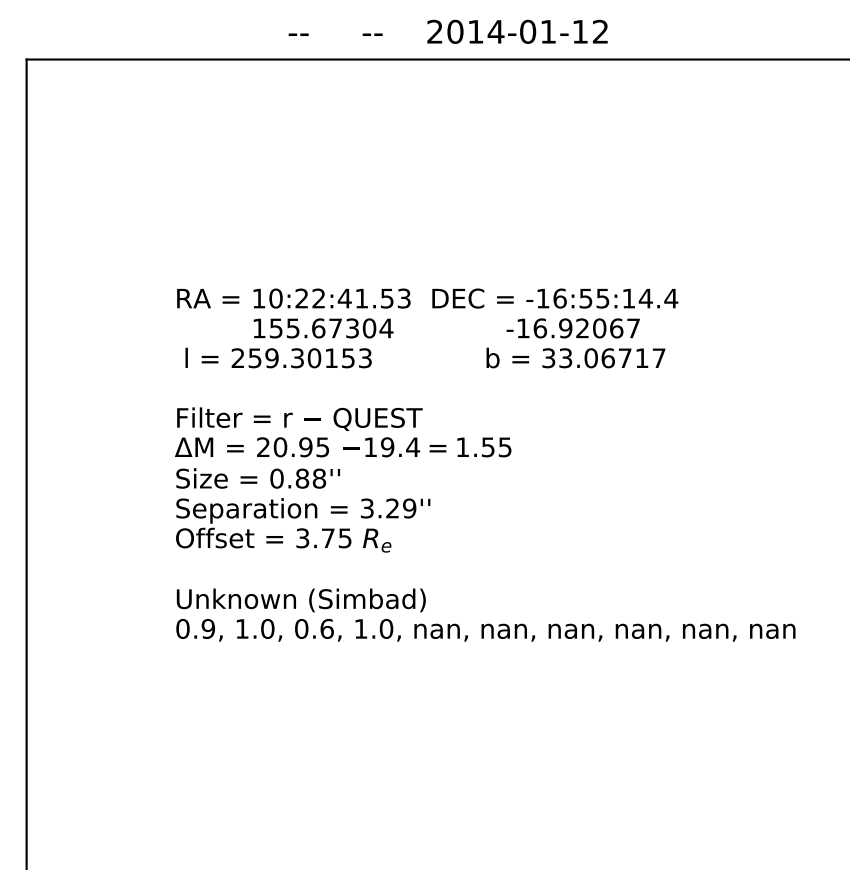 -- -- 2014-01-12
RA = 10:22:41.53 DEC = -16:55:14.4
155.67304 -16.92067
l = 259.30153 b = 33.06717
Filter = r − QUEST
ΔM = 20.95 −19.4 = 1.55
Size = 0.88''
Separation = 3.29''
Offset = 3.75 Re
Unknown (Simbad)
0.9, 1.0, 0.6, 1.0, nan, nan, nan, nan, nan, nan